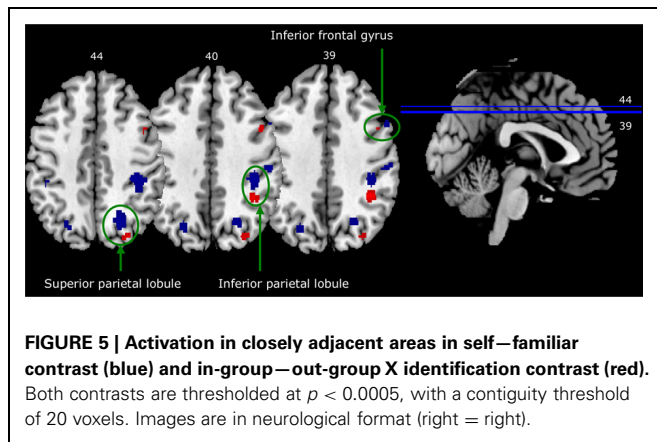 Inferior frontal gyrus
44
40
39
44
39
Superior parietal lobule
Inferior parietal lobule
FIGURE 5 | Activation in closely adjacent areas in self—familiar
contrast (blue) and in-group—out-group X identification contrast (red).
Both contrasts are thresholded at p < 0.0005, with a contiguity threshold
of 20 voxels. Images are in neurological format (right = right).